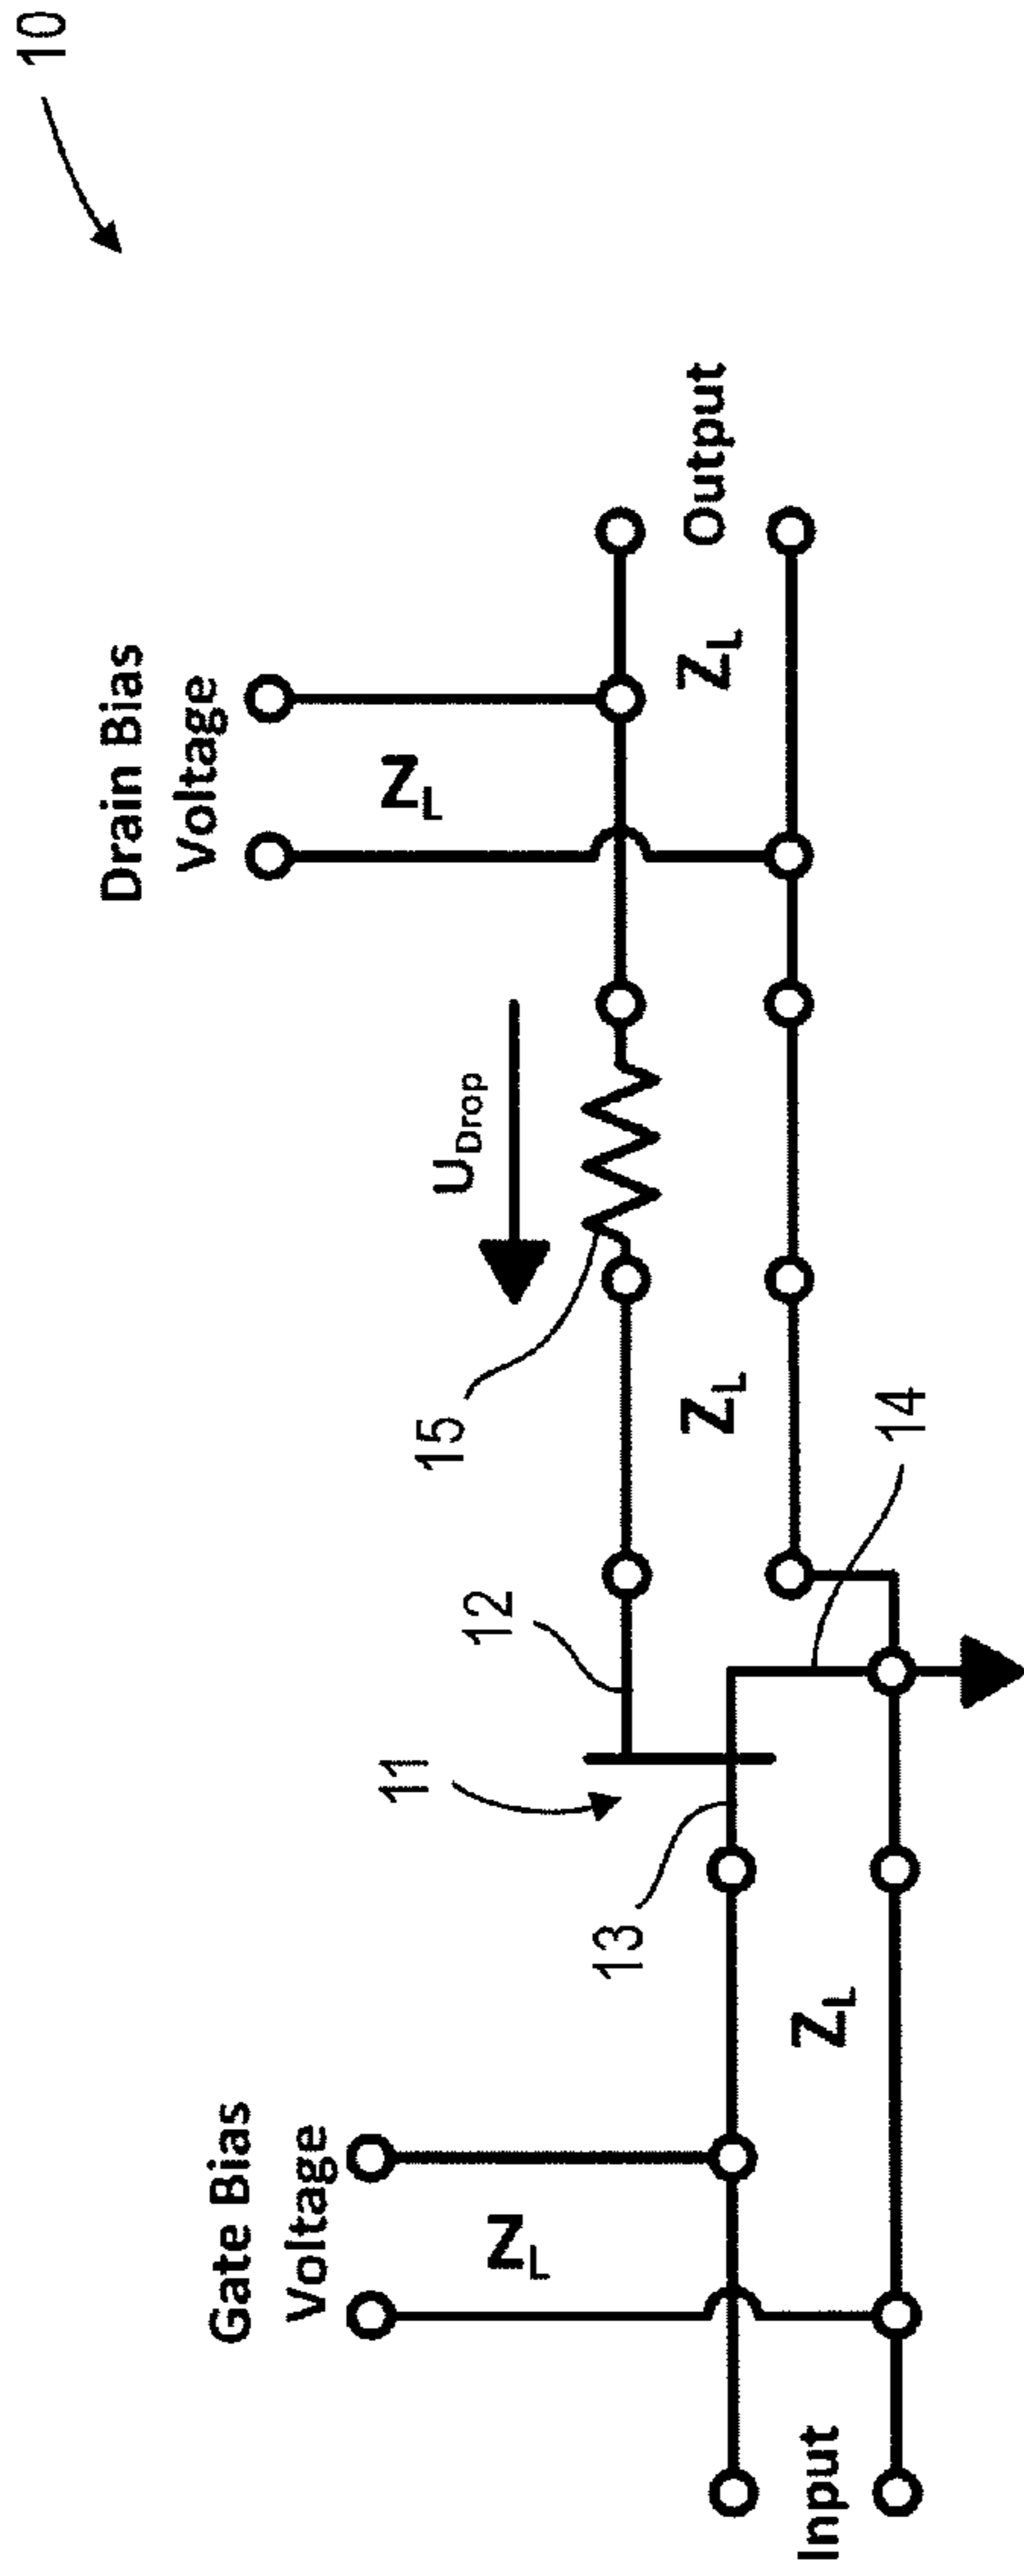 10
Drain Bias
Voltage
Z_L
Gate Bias
Voltage
Z_L
U_Drop
15
12
11
13
Z_L
Output
Z_L
Z_L
14
Input